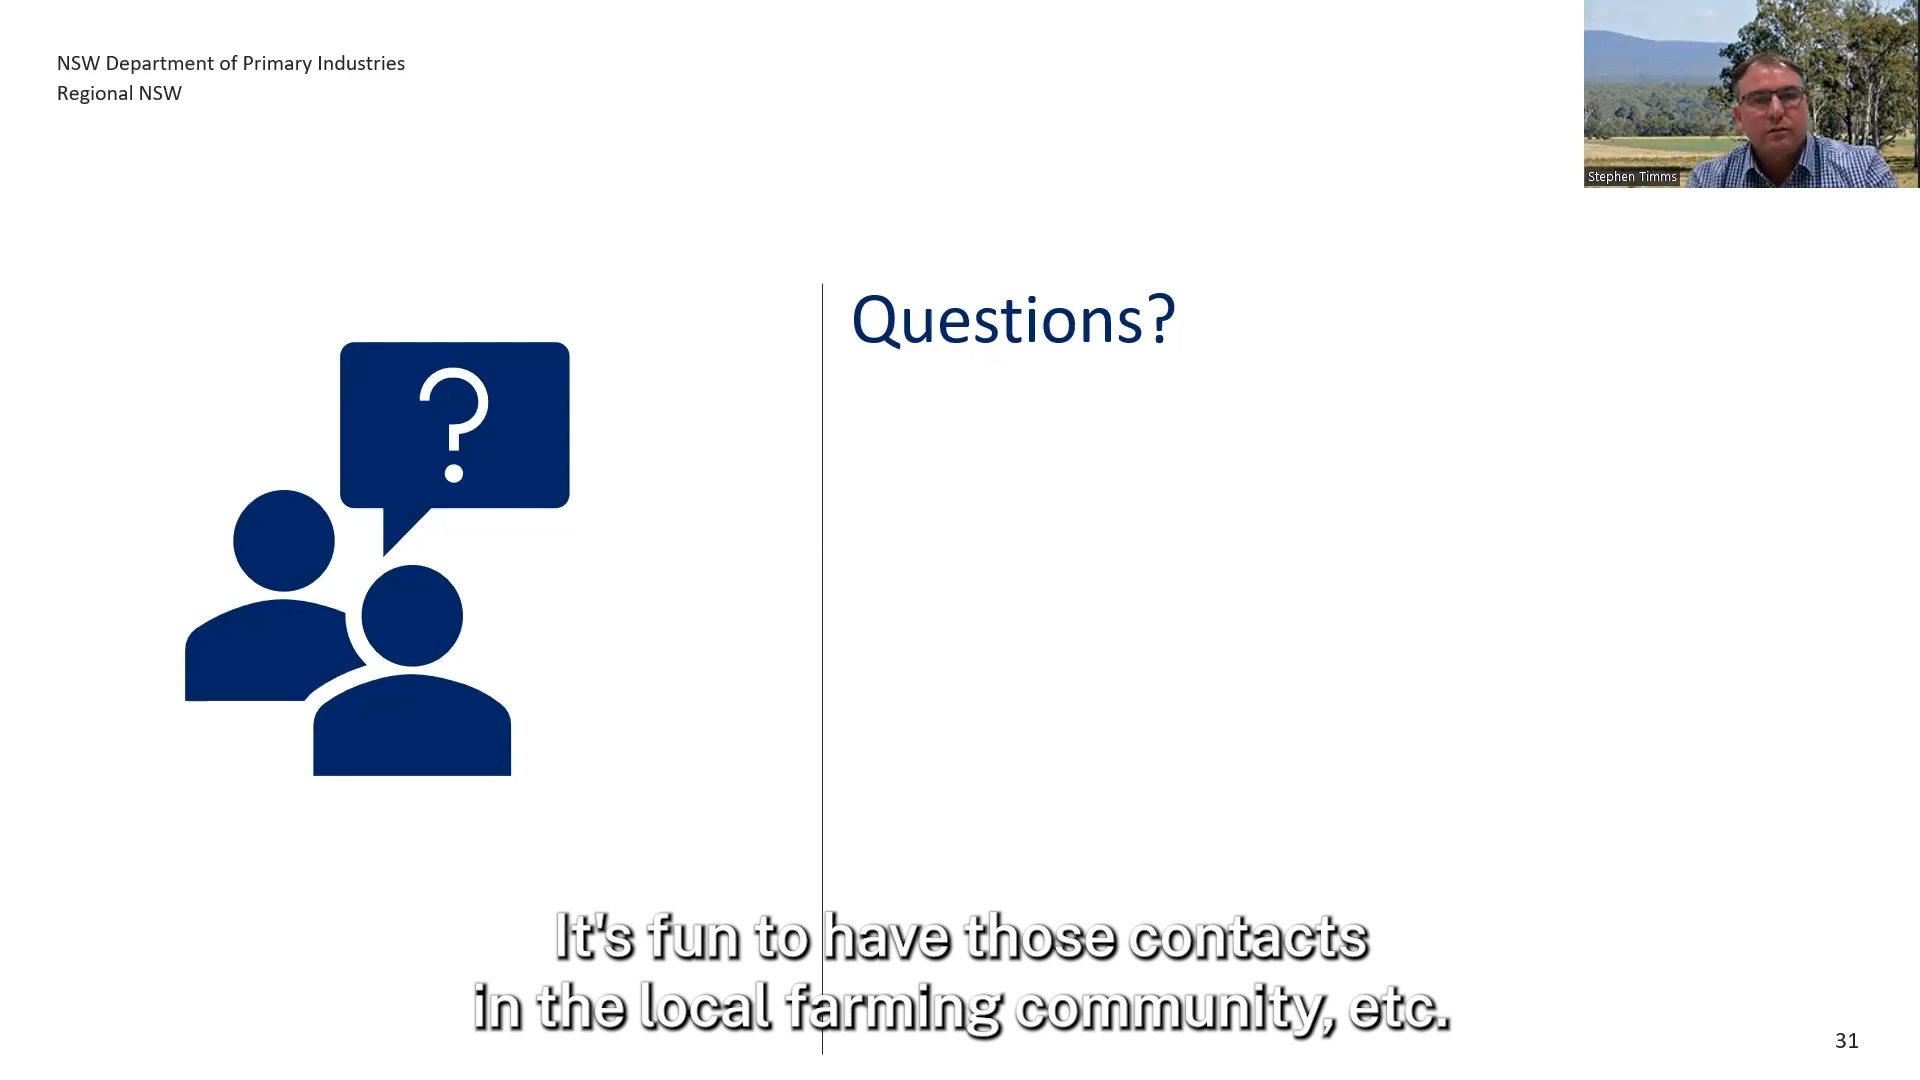 NSW Department of Primary Industries
Regional NSW
Stephen Timms
Questions?
?
It's fun to have those contacts
in the local farming community, etc.
31